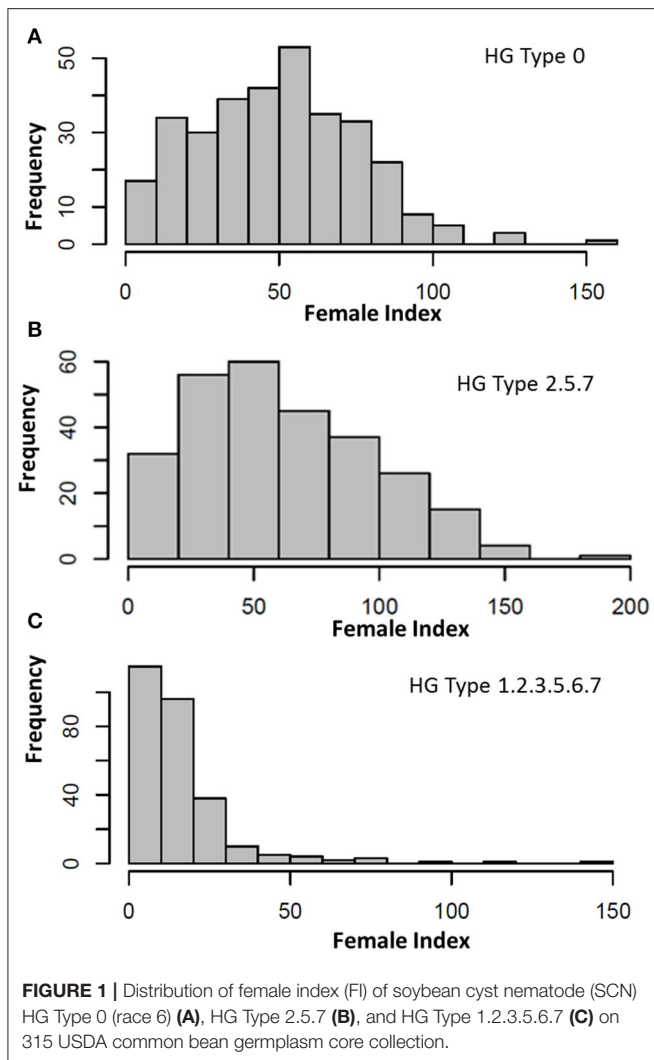 A
HG Type 0
Frequency
0
10
30
50
0
50
100
150
Female Index
B
HG Type 2.5.7
Frequency
0
20
40
60
0
50
100
150
200
Female Index
C
HG Type 1.2.3.5.6.7
Frequency
0
40
80
0
50
100
150
Female Index
FIGURE 1 | Distribution of female index (FI) of soybean cyst nematode (SCN)
HG Type 0 (race 6) (A), HG Type 2.5.7 (B), and HG Type 1.2.3.5.6.7 (C) on
315 USDA common bean germplasm core collection.